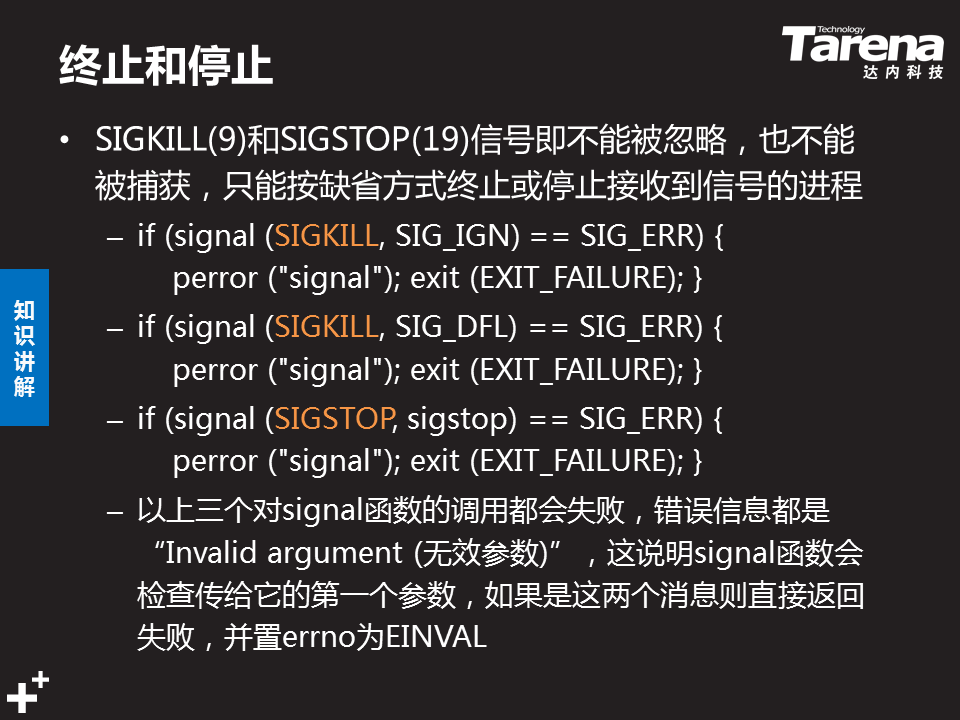 终止和停止
Technology
Tarena
达内科技
• SIGKILL(9)和SIGSTOP(19)信号即不能被忽略，也不能
被捕获，只能按缺省方式终止或停止接收到信号的进程
– if (signal (SIGKILL, SIG_IGN) == SIG_ERR) {
perror ("signal"); exit (EXIT_FAILURE); }
– if (signal (SIGKILL, SIG_DFL) == SIG_ERR) {
perror ("signal"); exit (EXIT_FAILURE); }
– if (signal (SIGSTOP, sigstop) == SIG_ERR) {
perror ("signal"); exit (EXIT_FAILURE); }
– 以上三个对signal函数的调用都会失败，错误信息都是
“Invalid argument (无效参数)”，这说明signal函数会
检查传给它的第一个参数，如果是这两个消息则直接返回
失败，并置errno为EINVAL
知
识
讲
解